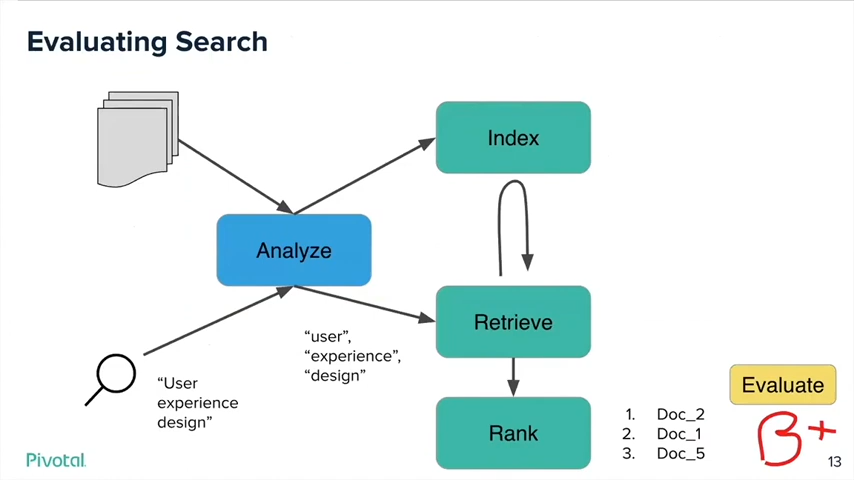 Evaluating Search
Index
Analyze
Retrieve
“user”,
“experience”,
“design”
“User
experience
design”
Rank
1. Doc_2
2. Doc_1
3. Doc_5
Evaluate
B+
Pivotal
13